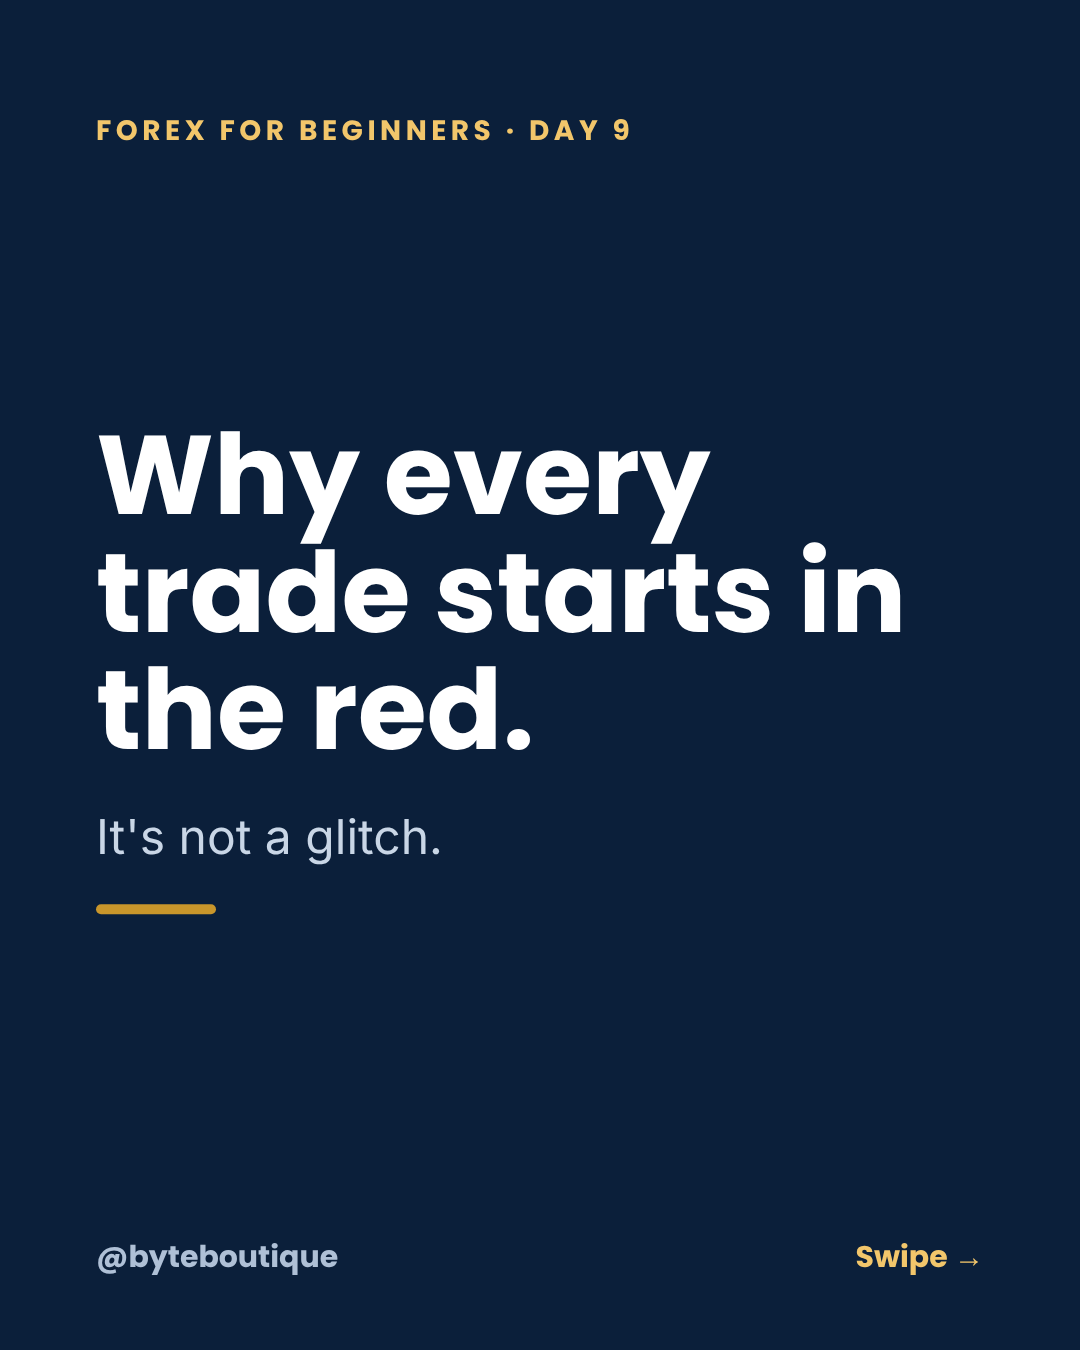 FOREX FOR BEGINNERS · DAY 9
Why every
trade starts in
the red.
It's not a glitch.
@byteboutique
Swipe →